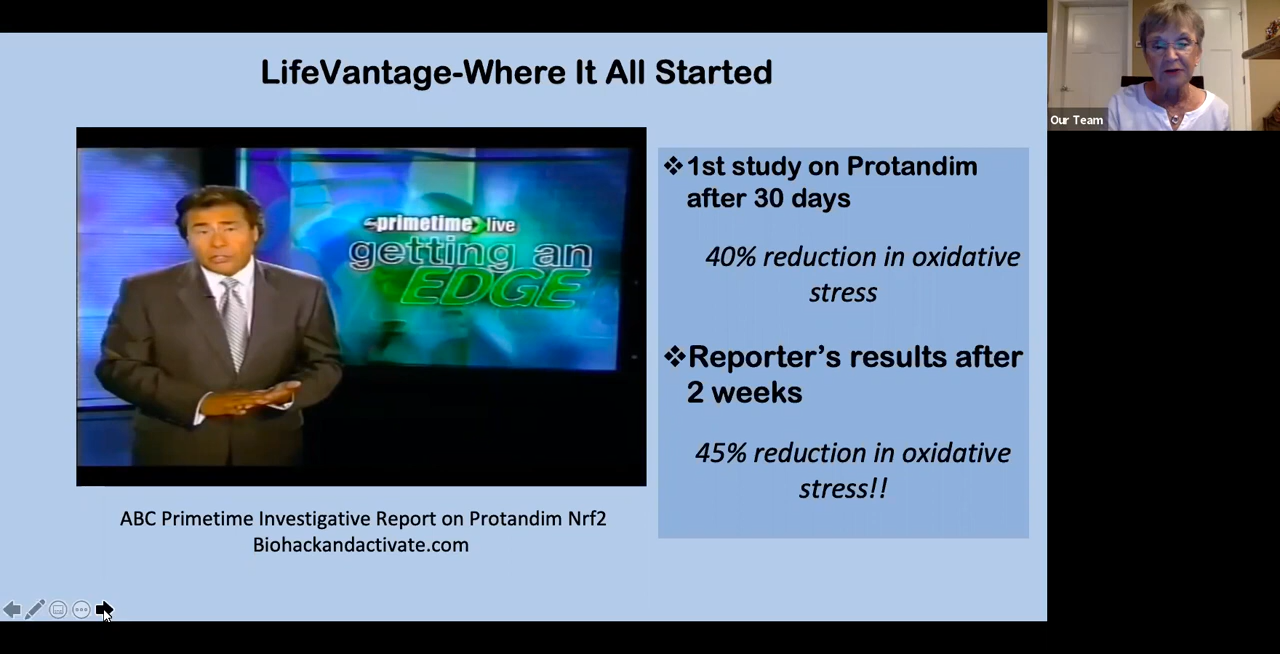 LifeVantage-Where It All Started
primetime live
getting an
EDGE
❖1st study on Protandim
after 30 days
40% reduction in oxidative
stress
❖Reporter’s results after
2 weeks
45% reduction in oxidative
stress!!
ABC Primetime Investigative Report on Protandim Nrf2
Biohackandactivate.com
Our Team